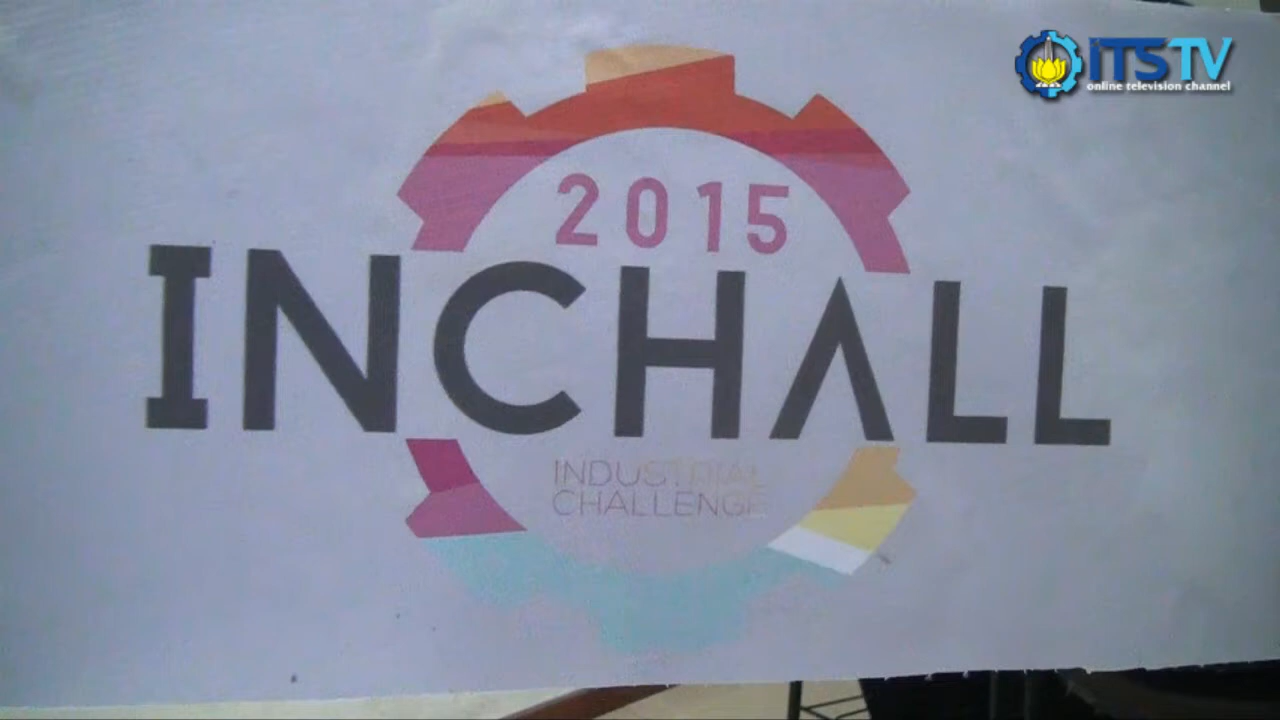 iTSTV
online television channel
2015
INCHALL
INDUSTRIAL
CHALLENGE